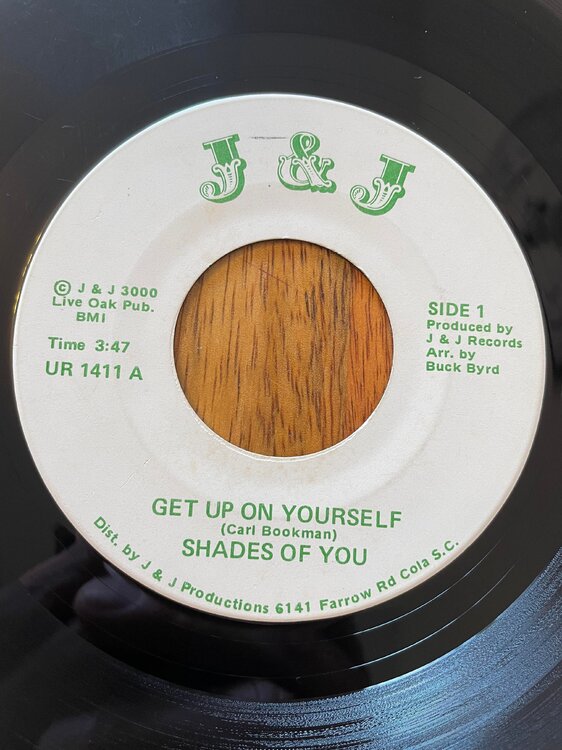 J & J
© J & J 3000
Live Oak Pub.
BMI
Time 3:47
UR 1411 A
SIDE 1
Produced by
J & J Records
Arr. by
Buck Byrd
GET UP ON YOURSELF
(Carl Bookman)
SHADES OF YOU
Dist. by J & J Productions 6141 Farrow Rd Cola S.C.